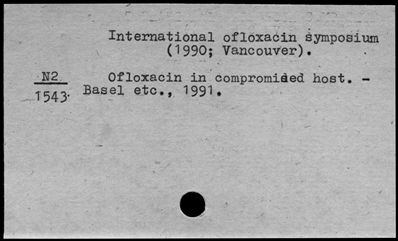 International ofloxacin symposium
(1990; Vancouver).
N2 Ofloxacin in compromised host. -
1543 Basel etc., 1991.